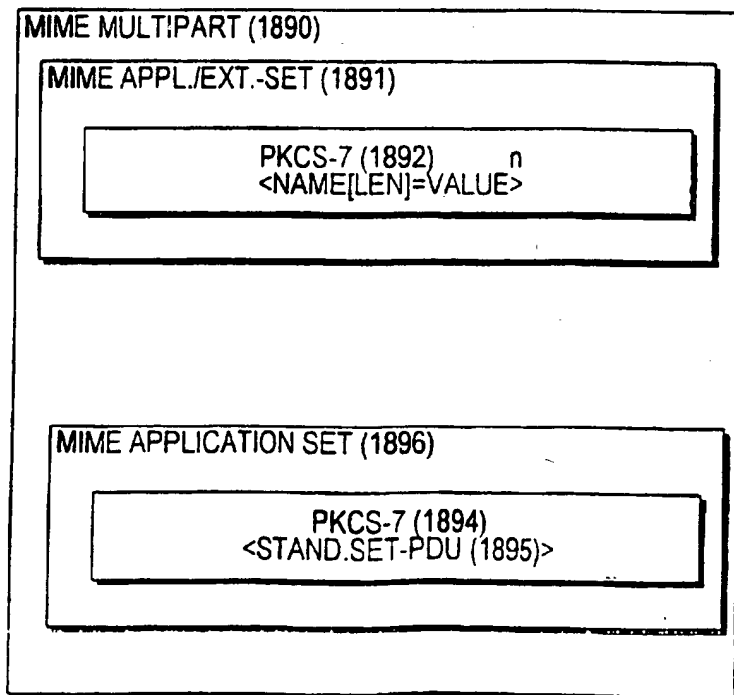 MIME MULTIPART (1890)
MIME APPL./EXT.-SET (1891)
PKCS-7 (1892) n
<NAME[LEN]=VALUE>
MIME APPLICATION SET (1896)
PKCS-7 (1894)
<STAND.SET-PDU (1895)>